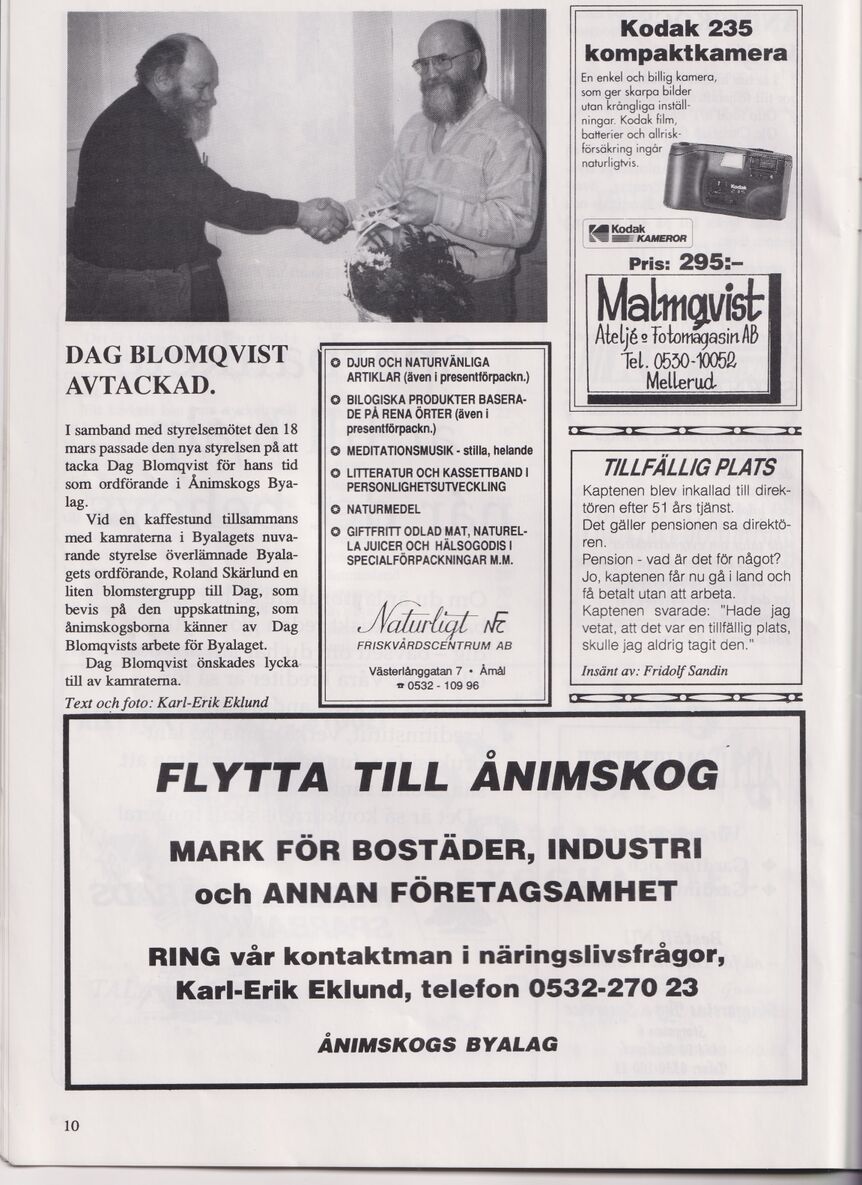 DAG BLOMQVIST
AVTACKAD.
I samband med styrelsemötet den 18
mars passade den nya styrelsen på att
tacka Dag Blomqvist för hans tid
som ordförande i Ånimskogs Bya-
lag.
Vid en kaffestund tillsammans
med kamraterna i Byalagets nuva-
rande styrelse överlämnade Byala-
gets ordförande, Roland Skärlund en
liten blomstergrupp till Dag, som
bevis på den uppskattning, som
ånimskogsborna känner av Dag
Blomqvists arbete för Byalaget.
Dag Blomqvist önskades lycka
till av kamraterna.
Text och foto: Karl-Erik Eklund
DJUR OCH NATURVÄNLIGA
ARTIKLAR (även i presentförpackn.)
BILOGISKA PRODUKTER BASERA-
DE PÅ RENA ÖRTER (även i
presentförpackn.)
MEDITATIONSMUSIK - stilla, helande
LITTERATUR OCH KASSETTBAND I
PERSONLIGHETSUTVECKLING
NATURMEDEL
GIFTFRITT ODLAD MAT, NATUREL-
LA JUICER OCH HÄLSOGODIS I
SPECIALFÖRPACKNINGAR M.M.
Naturligt
FRISKVÅRDSCENTRUM AB
Västerlånggatan 7 • Åmål
☎ 0532 - 109 96
Kodak 235
kompaktkamera
En enkel och billig kamera,
som ger skarpa bilder
utan krångliga inställ-
ningar. Kodak film,
batterier och allrisk-
försäkring ingår
naturligtvis.
Kodak
Kodak
KAMEROR
Pris: 295:-
Malmqvist
Ateljé o Fotomagasin AB
Tel. 0530-10052
Mellerud
TILLFÄLLIG PLATS
Kaptenen blev inkallad till direk-
tören efter 51 års tjänst.
Det gäller pensionen sa direktö-
ren.
Pension - vad är det för något?
Jo, kaptenen får nu gå i land och
få betalt utan att arbeta.
Kaptenen svarade: "Hade jag
vetat, att det var en tillfällig plats,
skulle jag aldrig tagit den."
Insänt av: Fridolf Sandin
FLYTTA TILL ÅNIMSKOG
MARK FÖR BOSTÄDER, INDUSTRI
och ANNAN FÖRETAGSAMHET
RING vår kontaktman i näringslivsfrågor,
Karl-Erik Eklund, telefon 0532-270 23
ÅNIMSKOGS BYALAG
10